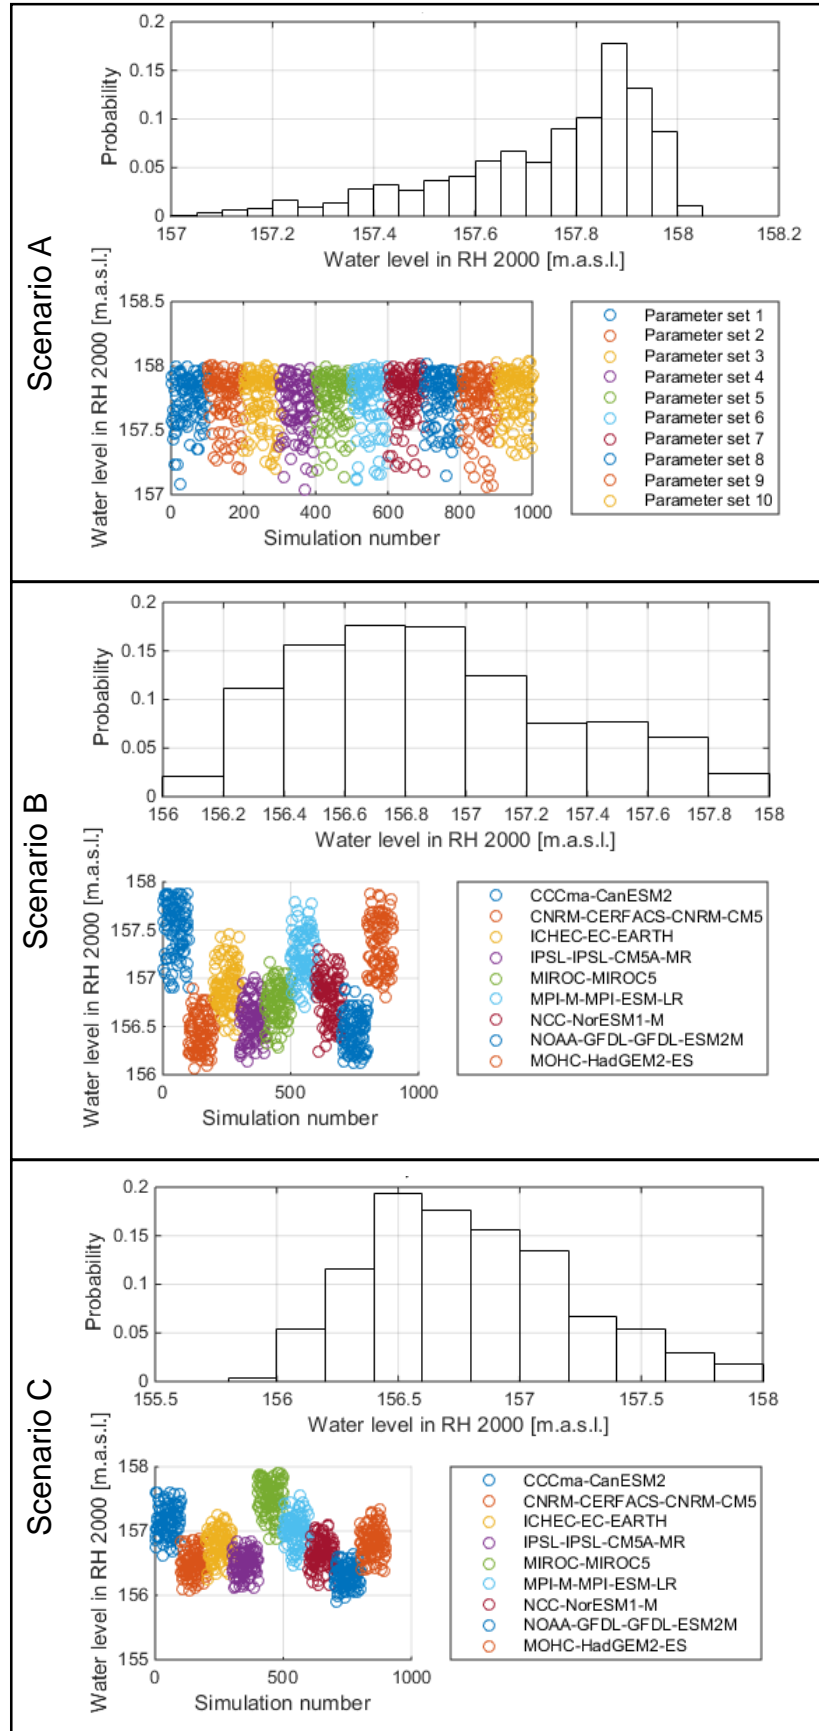 Scenario A
Probability
0.2
0.15
0.1
0.05
0
157
157.2
157.4
157.6
157.8
158
158.2
Water level in RH 2000 [m.a.s.l.]
Water level in RH 2000 [m.a.s.l.]
158.5
158
157.5
157
0
200
400
600
800
1000
Simulation number
Parameter set 1
Parameter set 2
Parameter set 3
Parameter set 4
Parameter set 5
Parameter set 6
Parameter set 7
Parameter set 8
Parameter set 9
Parameter set 10
Scenario B
Probability
0.2
0.15
0.1
0.05
0
156
156.2
156.4
156.6
156.8
157
157.2
157.4
157.6
157.8
158
Water level in RH 2000 [m.a.s.l.]
Water level in RH 2000 [m.a.s.l.]
158
157.5
157
156.5
156
0
500
1000
Simulation number
CCCma-CanESM2
CNRM-CERFACS-CNRM-CM5
ICHEC-EC-EARTH
IPSL-IPSL-CM5A-MR
MIROC-MIROC5
MPI-M-MPI-ESM-LR
NCC-NorESM1-M
NOAA-GFDL-GFDL-ESM2M
MOHC-HadGEM2-ES
Scenario C
Probability
0.2
0.15
0.1
0.05
0
155.5
156
156.5
157
157.5
158
Water level in RH 2000 [m.a.s.l.]
Water level in RH 2000 [m.a.s.l.]
158
157
156
155
0
500
1000
Simulation number
CCCma-CanESM2
CNRM-CERFACS-CNRM-CM5
ICHEC-EC-EARTH
IPSL-IPSL-CM5A-MR
MIROC-MIROC5
MPI-M-MPI-ESM-LR
NCC-NorESM1-M
NOAA-GFDL-GFDL-ESM2M
MOHC-HadGEM2-ES